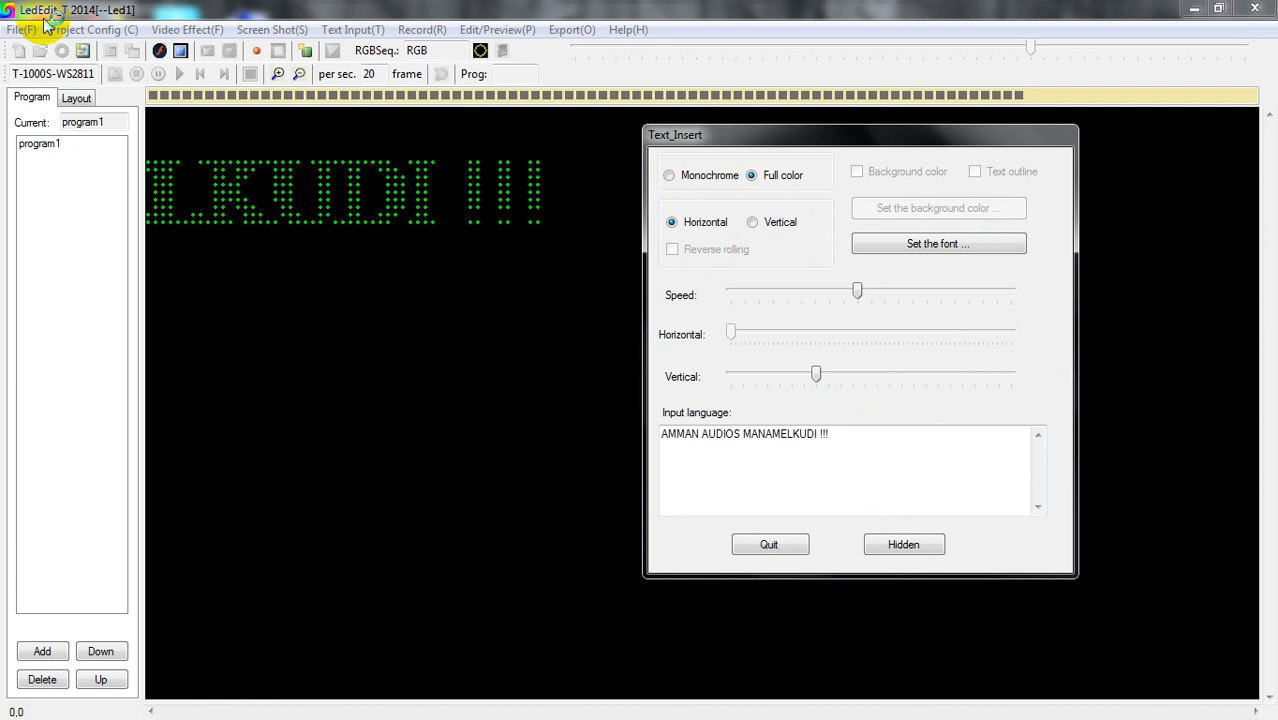 LedEdit_T 2014[--Led1]
File(F) Project Config (C) Video Effect(F) Screen Shot(S) Text Input(T) Record(R) Edit/Preview(P) Export(O) Help(H)
RGBSeq.: RGB
T-1000S-WS2811 per sec. 20 frame Prog:
Program Layout
Current: program1
program1
LKUDI !!!
Text_Insert
Monochrome Full color Background color Text outline
Set the background color ...
Horizontal Vertical
Set the font ...
Reverse rolling
Speed:
Horizontal:
Vertical:
Input language:
AMMAN AUDIOS MANAMELKUDI !!!
Quit Hidden
Add Down
Delete Up
0,0